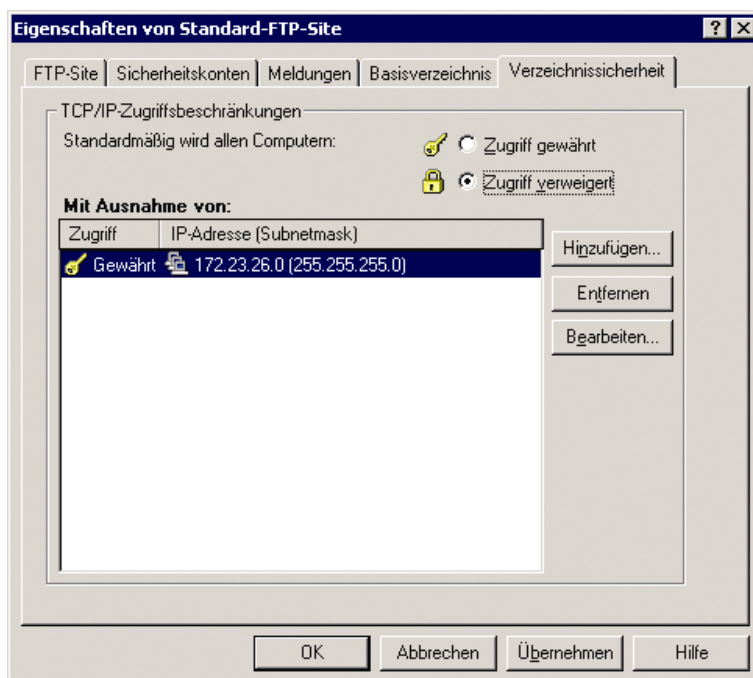 Eigenschaften von Standard-FTP-Site
FTP-Site Sicherheitskonten Meldungen Basisverzeichnis Verzeichnissicherheit
TCP/IP-Zugriffsbeschränkungen
Standardmäßig wird allen Computern:
Zugriff gewährt
Zugriff verweigert
Mit Ausnahme von:
Zugriff IP-Adresse (Subnetmask)
Gewährt 172.23.26.0 (255.255.255.0)
Hinzufügen...
Entfernen
Bearbeiten...
OK Abbrechen Übernehmen Hilfe